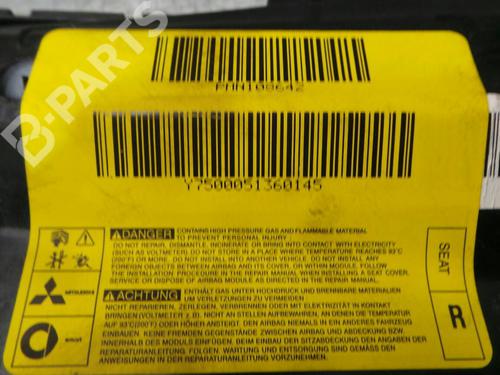 B-PARTS
PMN108642
Y7500051360145
DANGER CONTAINS HIGH PRESSURE GAS AND FLAMMABLE MATERIAL
TO PREVENT PERSONAL INJURY :
DO NOT REPAIR, DISMANTLE, INCINERATE OR BRING INTO CONTACT WITH ELECTRICITY
(SUCH AS VOLTMETER). DO NOT STORE IN A PLACE WHERE TEMPERATURE REACHES 93°C
(200°F) OR MORE. DO NOT INSTALL INTO ANOTHER VEHICLE. DO NOT INSTALL ANY
FOREIGN OBJECTS BETWEEN AIRBAG AND ITS COVER, OR WITHIN MODULE. FOLLOW
THE INSTALLATION PROCEDURE IN THE REPAIR MANUAL WHEN INSTALLING A SEAT COVER.
SERVICE OR DISPOSE OF AIRBAG MODULE AS DIRECTED IN THE REPAIR MANUAL.
ACHTUNG ENTHÄLT GAS UNTER HOCHDRUCK UND BRENNBARE MATERIALIEN
UM VERLETZUNGEN ZU VERMEIDEN:
NICHT REPARIEREN, ZERLEGEN, VERBRENNEN ODER MIT ELEKTRIZITÄT IN KONTAKT
BRINGEN(VOLTMETER z. B). NICHT AN STELLEN AUFBEWAHREN, AN DENEN DIE TEMPERATUR
AUF 93°C(200°F) ODER HÖHER ANSTEIGT. DEN AIRBAG NIEMALS IN EIN ANDERES FAHRZEUG
EINBAUEN. KEINE FREMDEN GEGENSTÄNDE ZWISCHEN AIRBAG UND ABDECKUNG BZW.
INNERHALB DES MODULS EINFÜGEN. BEIM EINBAU DER SITZABDECKUNG DEN ANGABEN DER
REPARATURANLEITUNG FOLGEN. WARTUNG UND ENTSORGUNG SIND GEMÄSS DEN
ANWEISUNGEN IN DER REPARATURANLEITUNG VORZUNEHMEN.
MITSUBISHI
smart
SEAT
R